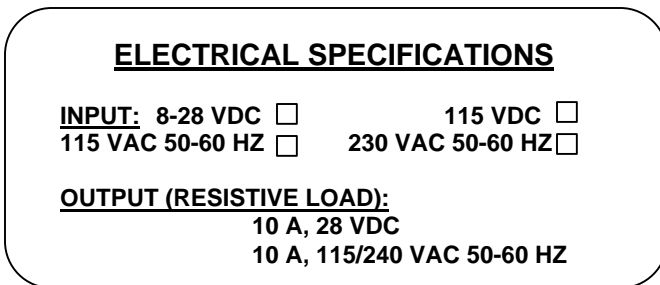 ELECTRICAL SPECIFICATIONS
INPUT: 8-28 VDC ☐ 115 VDC ☐
115 VAC 50-60 HZ ☐ 230 VAC 50-60 HZ ☐
OUTPUT (RESISTIVE LOAD):
10 A, 28 VDC
10 A, 115/240 VAC 50-60 HZ